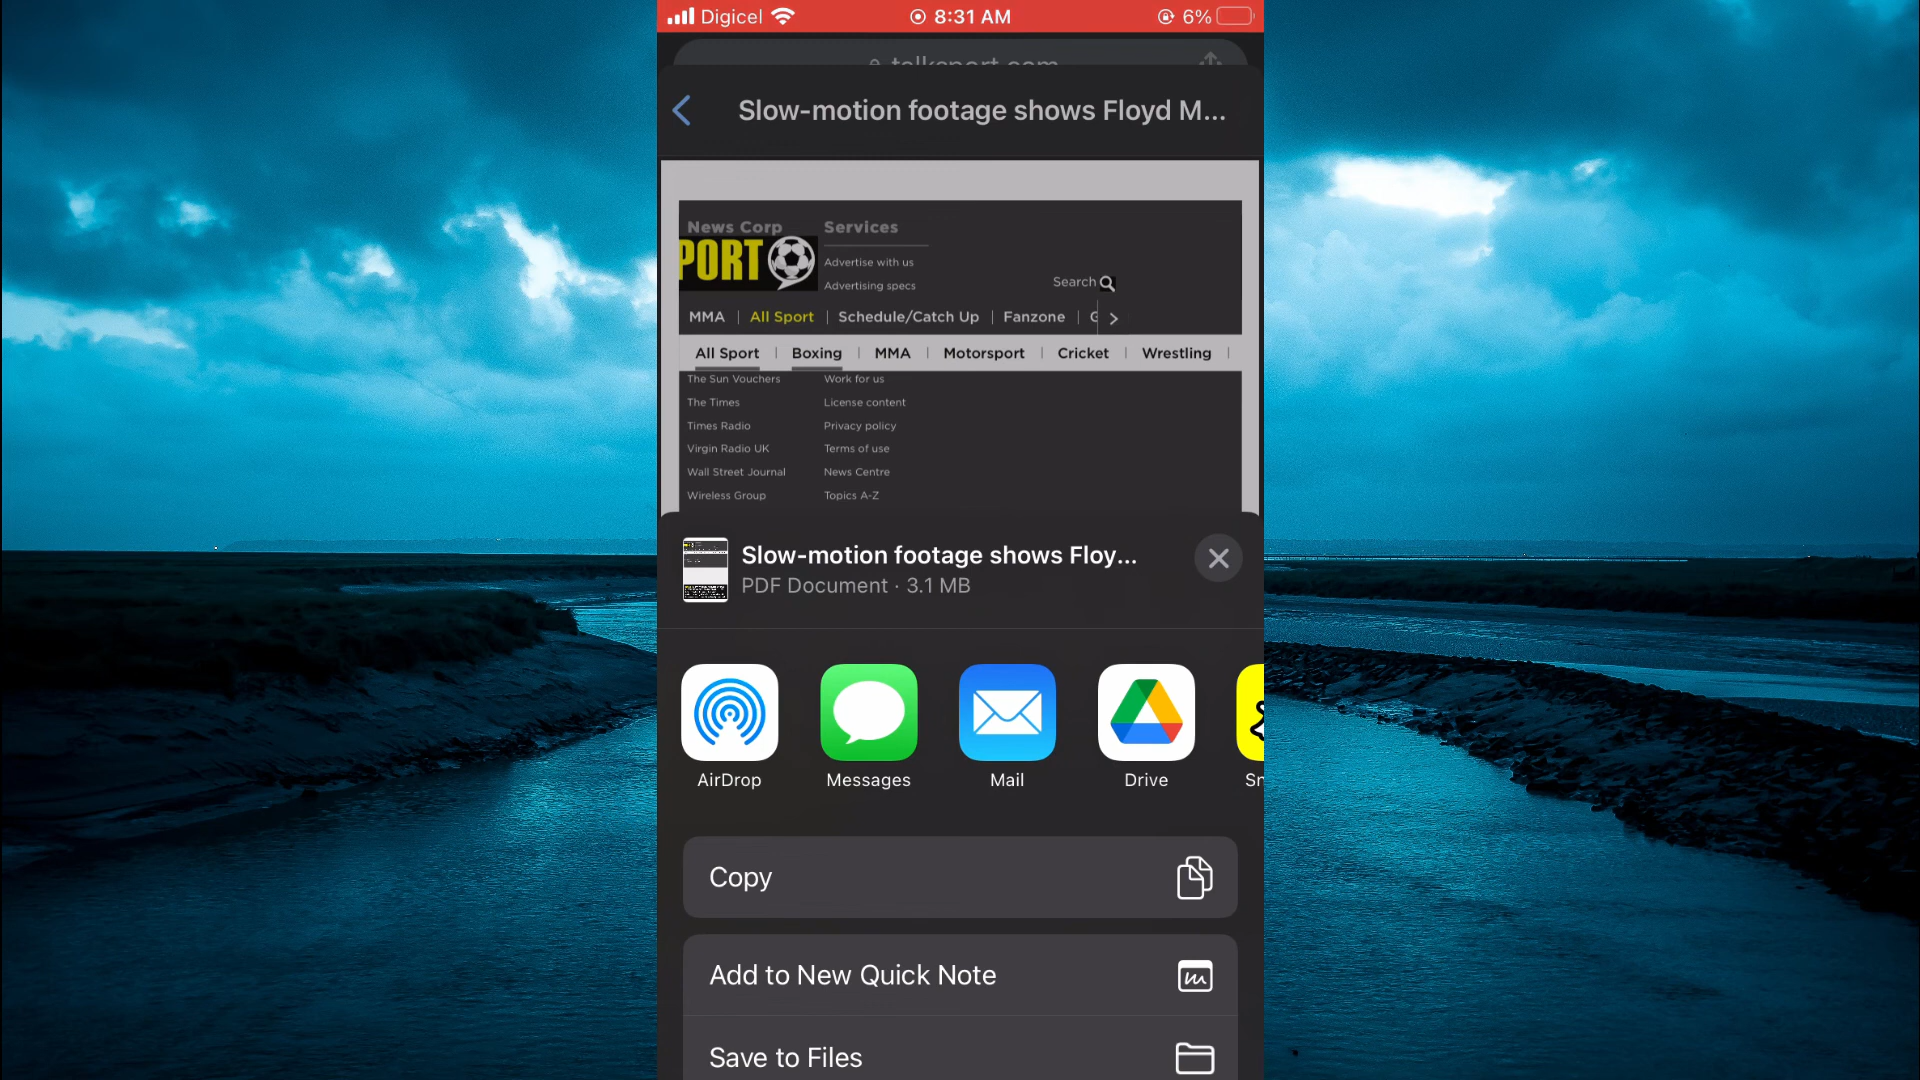 Digicel 8:31 AM 6%
talksport.com
Slow-motion footage shows Floyd M...
News Corp Services
PORT
Advertise with us
Advertising specs
Search
MMA | All Sport | Schedule/Catch Up | Fanzone |
All Sport | Boxing | MMA | Motorsport | Cricket | Wrestling |
The Sun Vouchers Work for us
The Times License content
Times Radio Privacy policy
Virgin Radio UK Terms of use
Wall Street Journal News Centre
Wireless Group Topics A-Z
Slow-motion footage shows Floy...
PDF Document · 3.1 MB
AirDrop Messages Mail Drive Sn
Copy
Add to New Quick Note
Save to Files